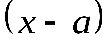 (x - a)